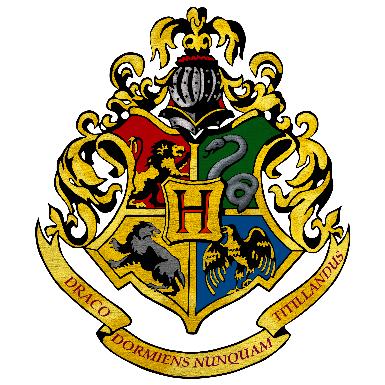 H
DRACO
DORMIENS NUNQUAM
TITILLANDUS